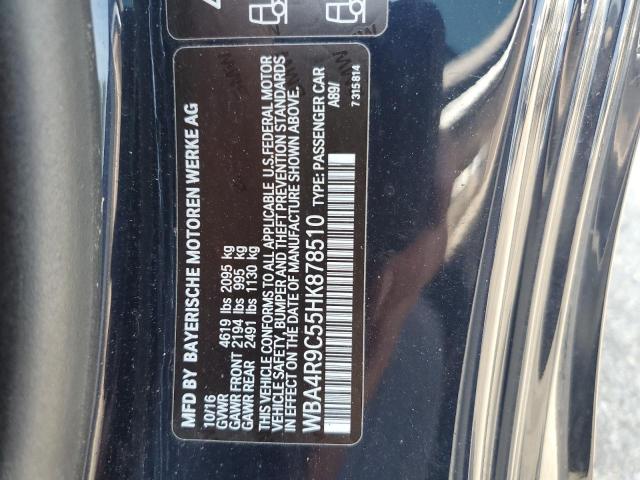 MFD BY BAYERISCHE MOTOREN WERKE AG
10/16
GVWR 4619 lbs 2095 kg
GAWR FRONT 2194 lbs 995 kg
GAWR REAR 2491 lbs 1130 kg
THIS VEHICLE CONFORMS TO ALL APPLICABLE U.S.FEDERAL MOTOR
VEHICLE SAFETY, BUMPER AND THEFT PREVENTION STANDARDS
IN EFFECT ON THE DATE OF MANUFACTURE SHOWN ABOVE.
WBA4R9C55HK878510 TYPE: PASSENGER CAR
A89/
7 315 814